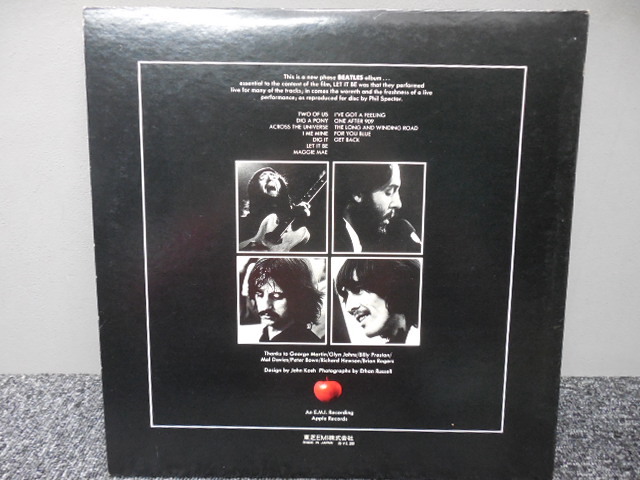 This is a new phase BEATLES album . . .
essential to the content of the film, LET IT BE was that they performed
live for many of the tracks; in comes the warmth and the freshness of a live
performance; as reproduced for disc by Phil Spector.
TWO OF US
DIG A PONY
ACROSS THE UNIVERSE
I ME MINE
DIG IT
LET IT BE
MAGGIE MAE
I'VE GOT A FEELING
ONE AFTER 909
THE LONG AND WINDING ROAD
FOR YOU BLUE
GET BACK
Thanks to George Martin/Glyn Johns/Billy Preston/
Mal Davies/Peter Bown/Richard Hewson/Brian Rogers
Design by John Kosh Photographs by Ethan Russell
An E.M.I. Recording
Apple Records
東芝EMI株式会社
MADE IN JAPAN